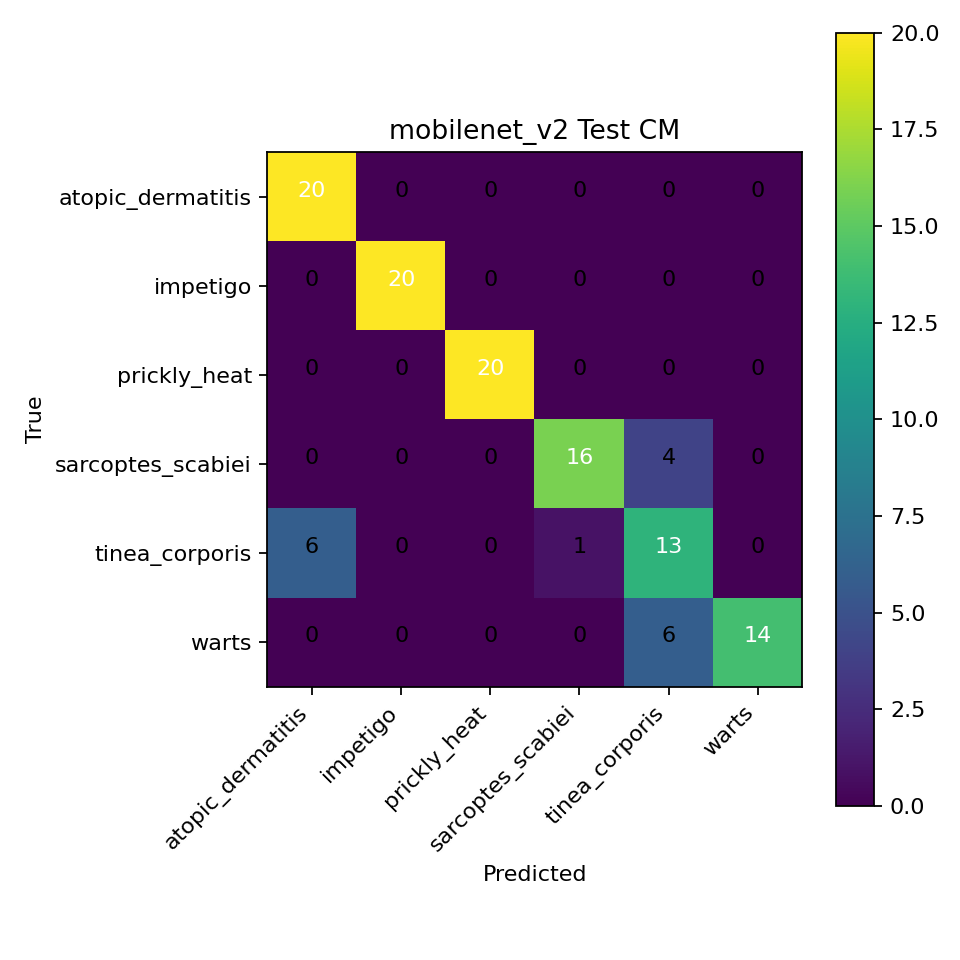 mobilenet_v2 Test CM
True
atopic_dermatitis 20 0 0 0 0 0
impetigo 0 20 0 0 0 0
prickly_heat 0 0 20 0 0 0
sarcoptes_scabiei 0 0 0 16 4 0
tinea_corporis 6 0 0 1 13 0
warts 0 0 0 0 6 14
atopic_dermatitis
impetigo
prickly_heat
sarcoptes_scabiei
tinea_corporis
warts
Predicted
20.0
17.5
15.0
12.5
10.0
7.5
5.0
2.5
0.0